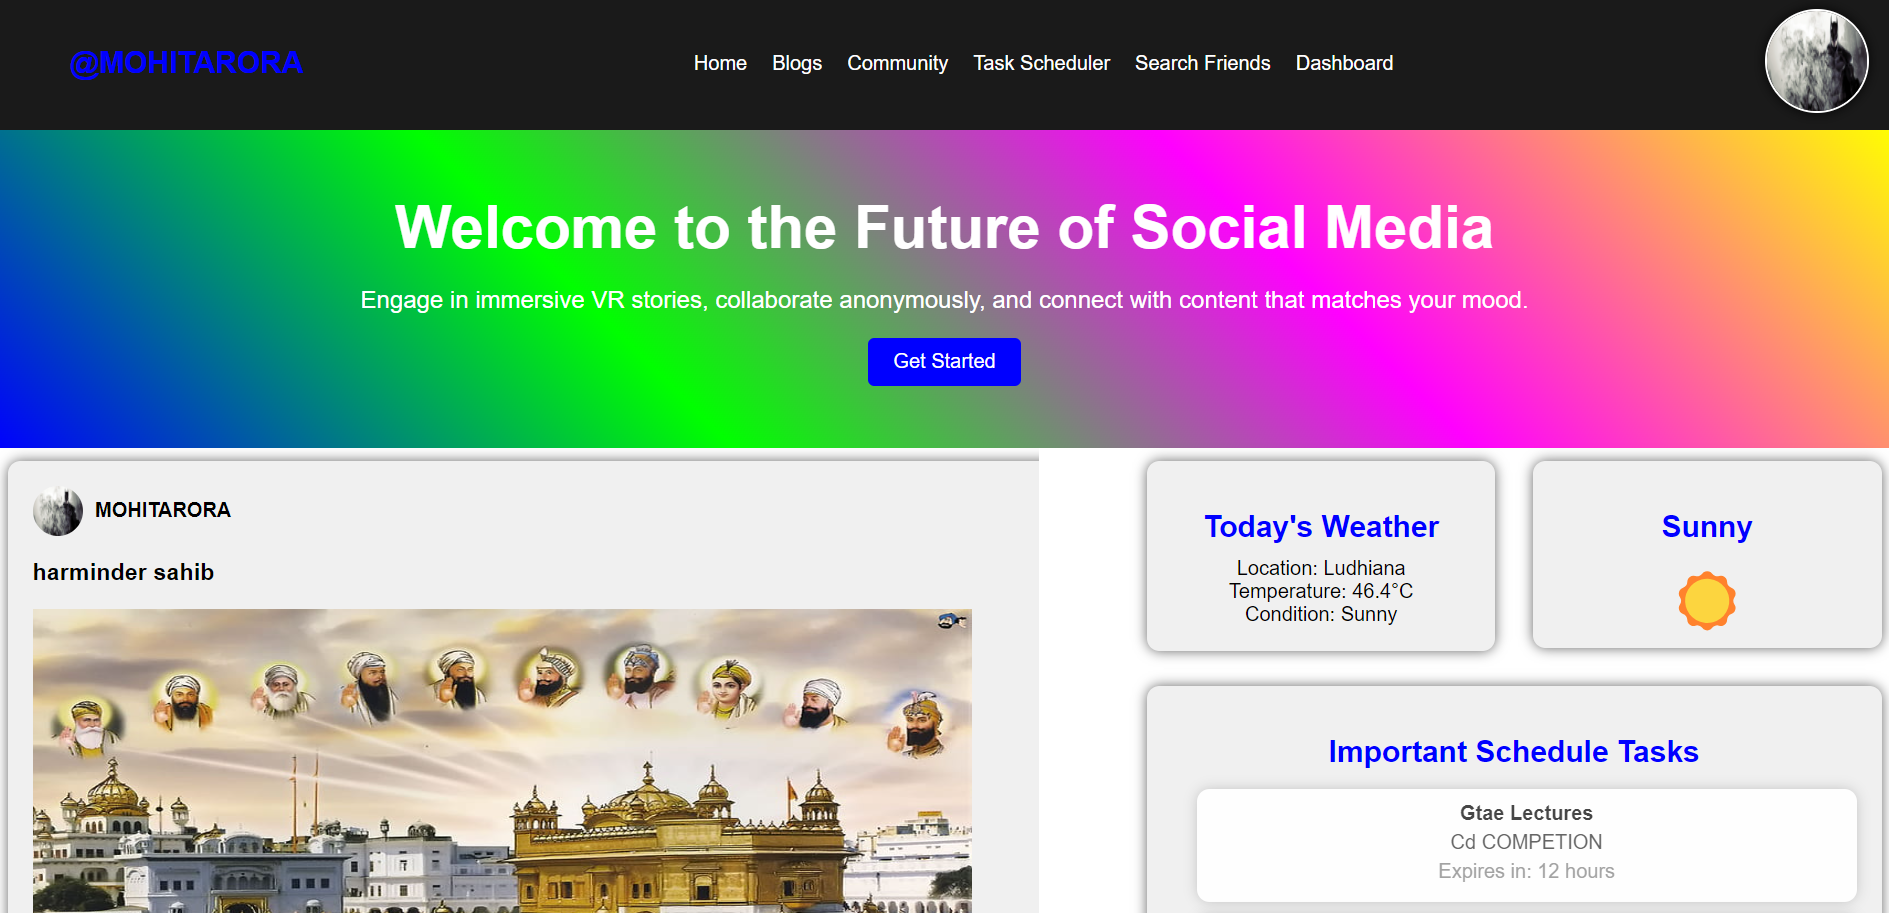 @MOHITARORA
Home Blogs Community Task Scheduler Search Friends Dashboard
Welcome to the Future of Social Media
Engage in immersive VR stories, collaborate anonymously, and connect with content that matches your mood.
Get Started
MOHITARORA
harminder sahib
Today's Weather
Location: Ludhiana
Temperature: 46.4°C
Condition: Sunny
Sunny
Important Schedule Tasks
Gtae Lectures
Cd COMPETION
Expires in: 12 hours